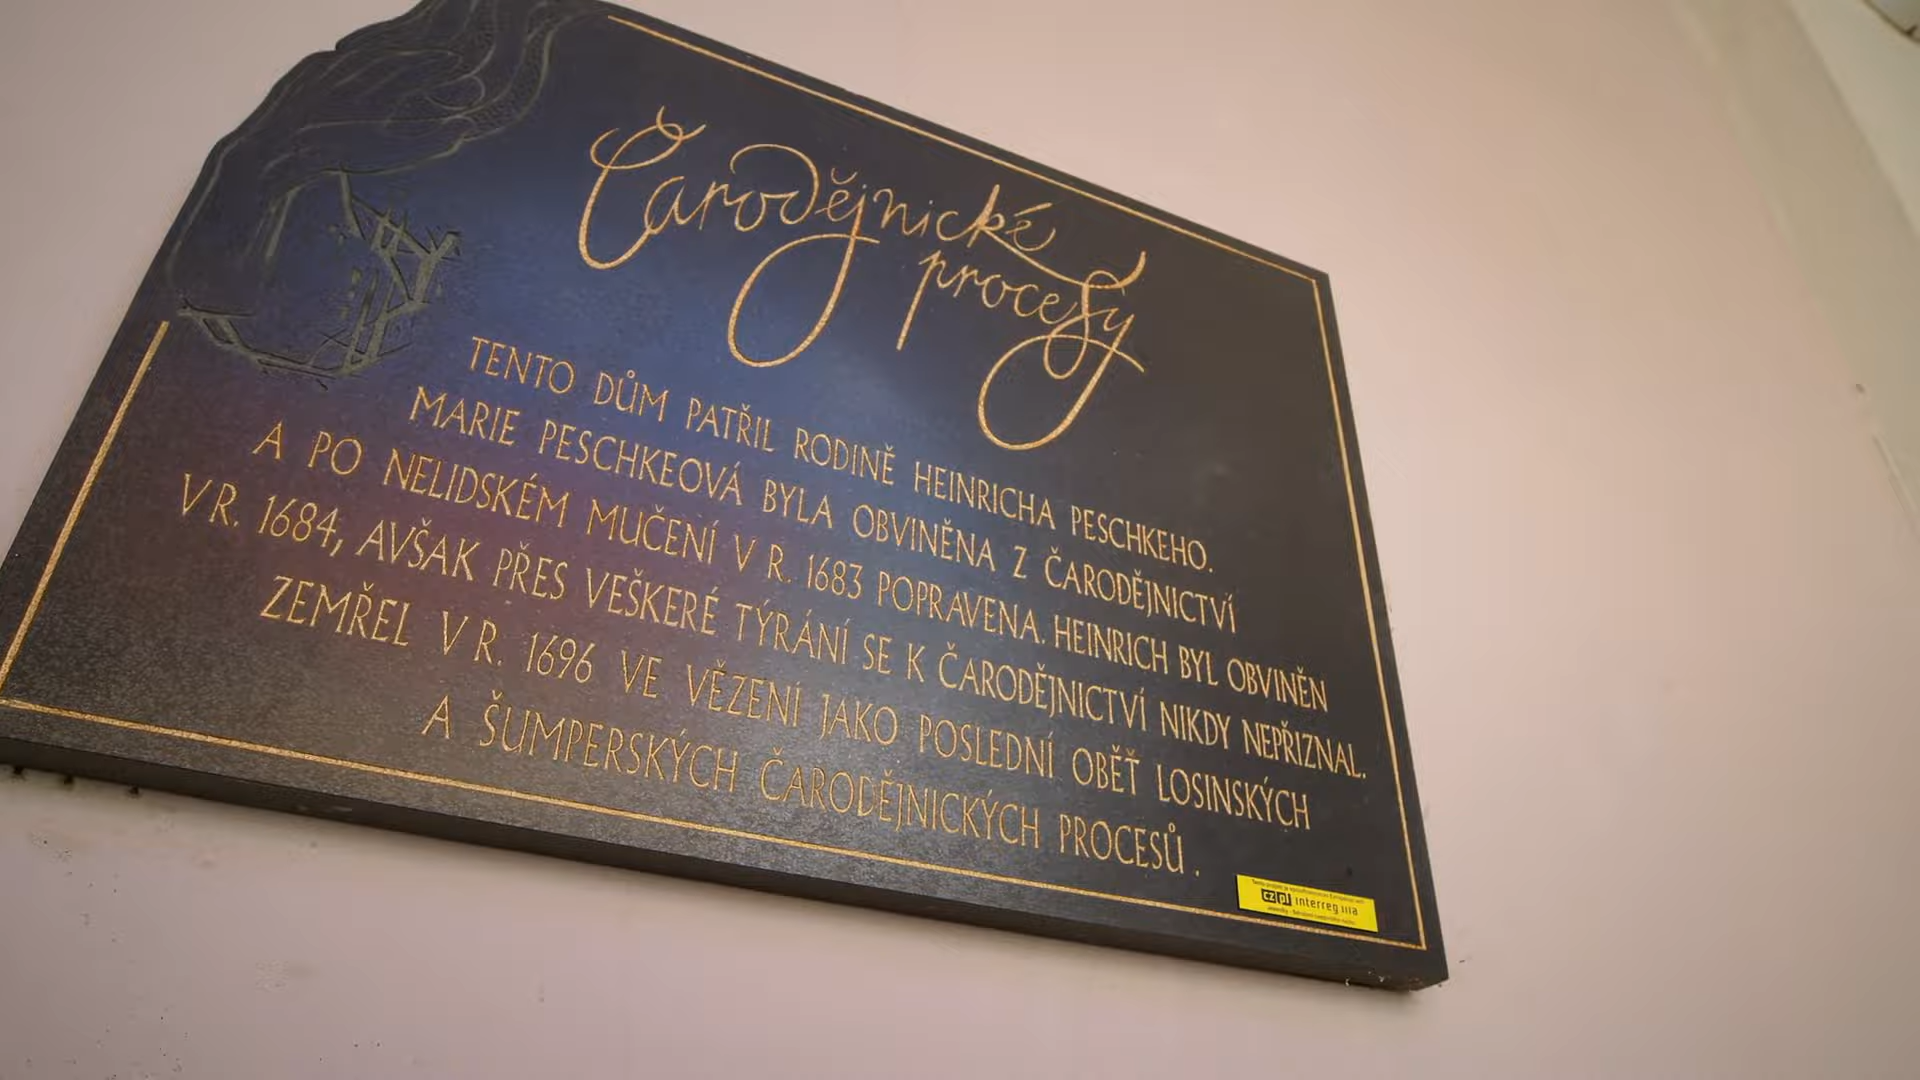 Čarodějnické
procesy
TENTO DŮM PATŘIL RODINĚ HEINRICHA PESCHKEHO.
MARIE PESCHKEOVÁ BYLA OBVINĚNA Z ČARODĚJNICTVÍ
A PO NELIDSKÉM MUČENÍ V R. 1683 POPRAVENA. HEINRICH BYL OBVINĚN
V R. 1684, AVŠAK PŘES VEŠKERÉ TÝRÁNÍ SE K ČARODĚJNICTVÍ NIKDY NEPŘIZNAL.
ZEMŘEL V R. 1696 VE VĚZENÍ JAKO POSLEDNÍ OBĚŤ LOSINSKÝCH
A ŠUMPERSKÝCH ČARODĚJNICKÝCH PROCESŮ.
cz pl interreg IIIa